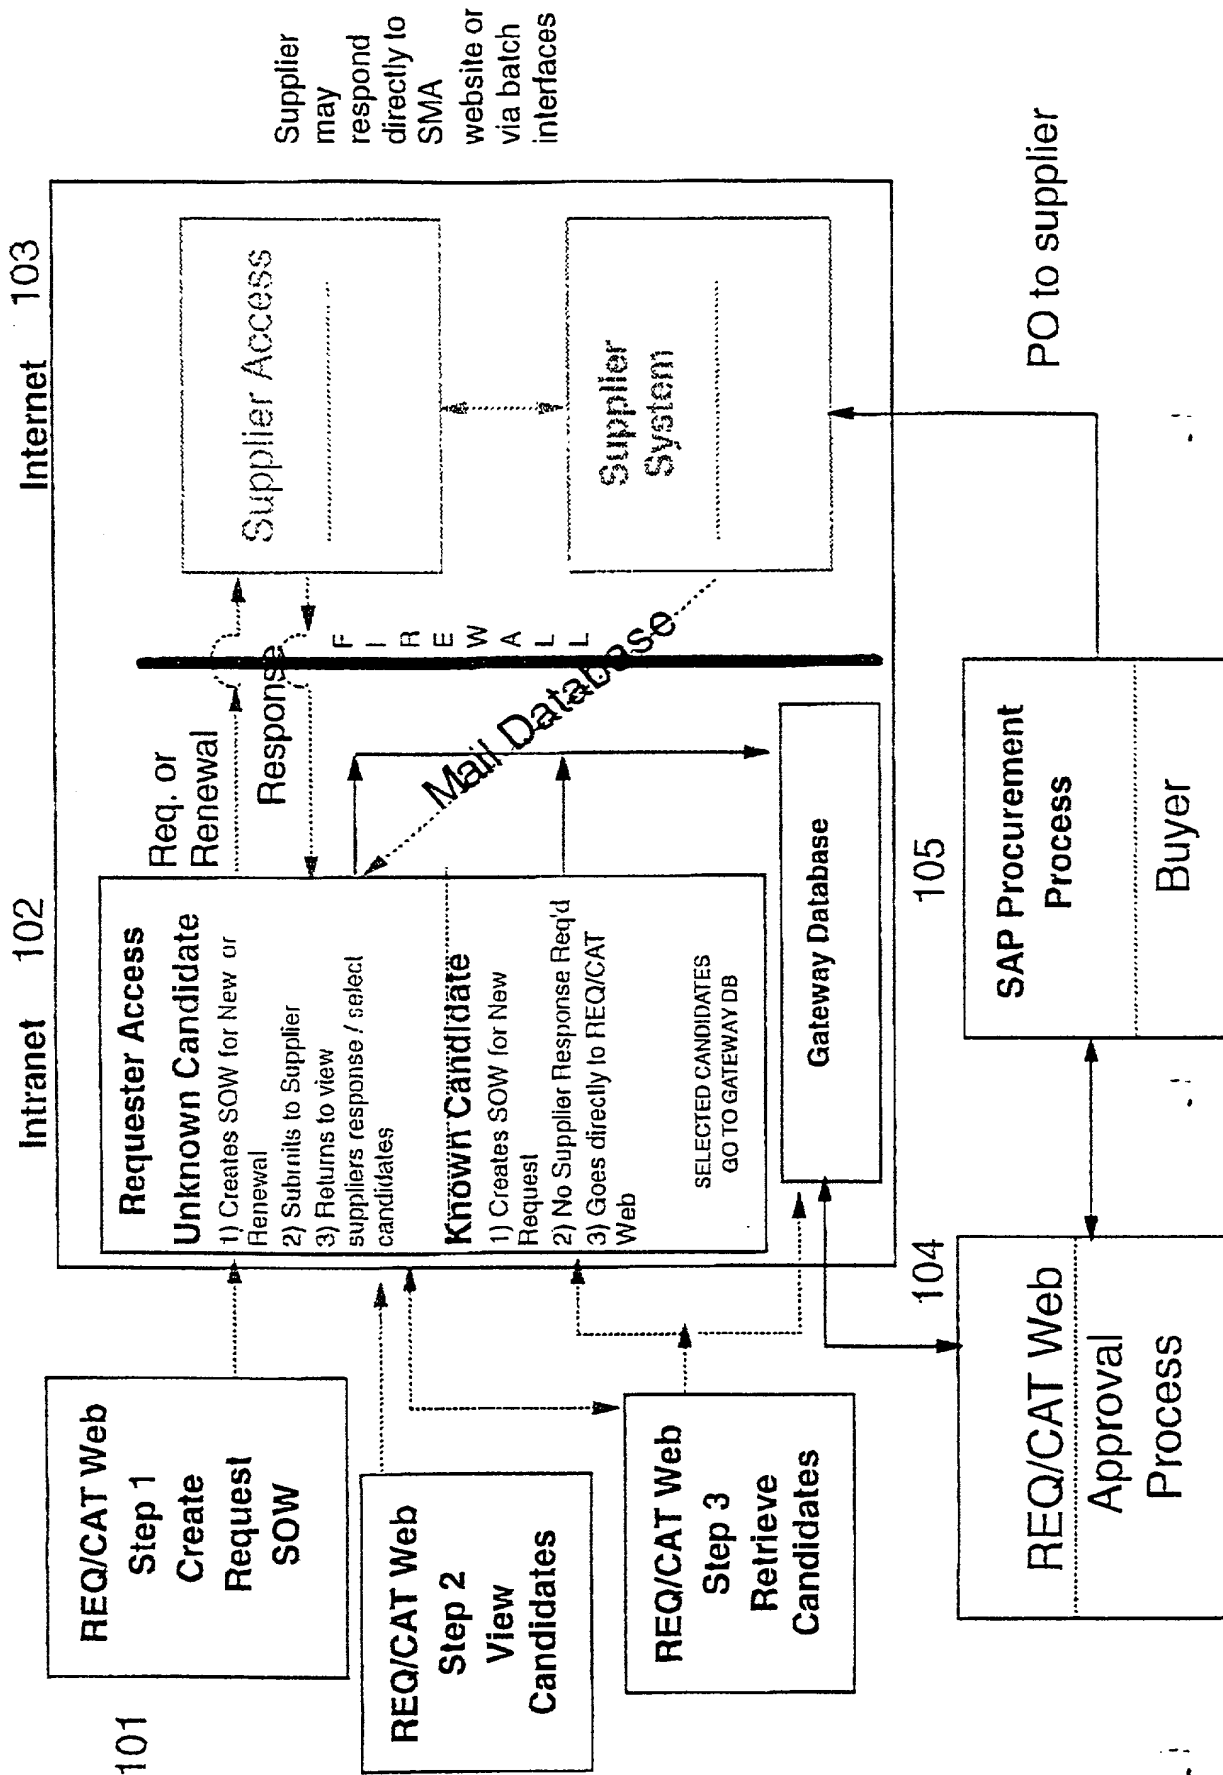 Intranet 102
Internet 103
101
REQ/CAT Web
Step 1
Create
Request
SOW
REQ/CAT Web
Step 2
View
Candidates
REQ/CAT Web
Step 3
Retrieve
Candidates
Requester Access
Unknown Candidate
1) Creates SOW for New or
Renewal
2) Submits to Supplier
3) Returns to view
suppliers response / select
candidates
Known Candidate
1) Creates SOW for New
Request
2) No Supplier Response Req'd
3) Goes directly to REQ/CAT
Web
SELECTED CANDIDATES
GO TO GATEWAY DB
Req. or
Renewal
Response
FIREWALL
Mail Database
Gateway Database
Supplier Access
Supplier
System
Supplier
may
respond
directly to
SMA
website or
via batch
interfaces
104
REQ/CAT Web
Approval
Process
105
SAP Procurement
Process
Buyer
PO to supplier